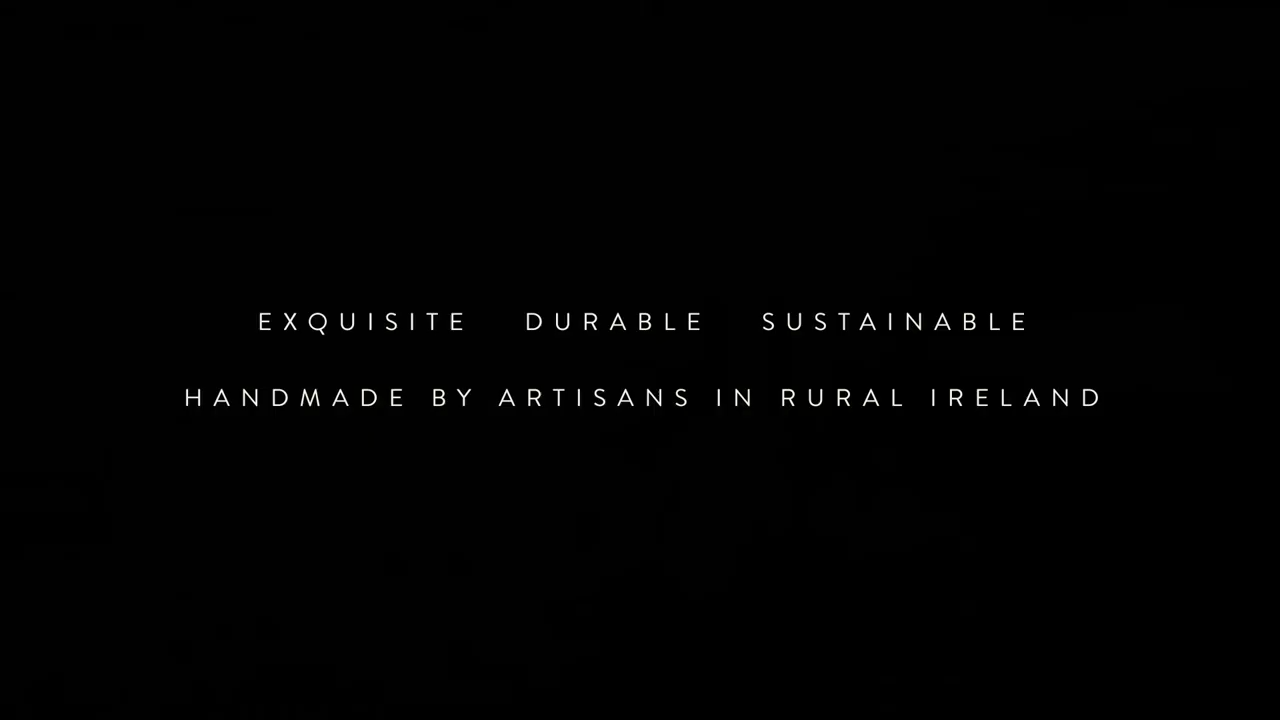 EXQUISITE DURABLE SUSTAINABLE
HANDMADE BY ARTISANS IN RURAL IRELAND